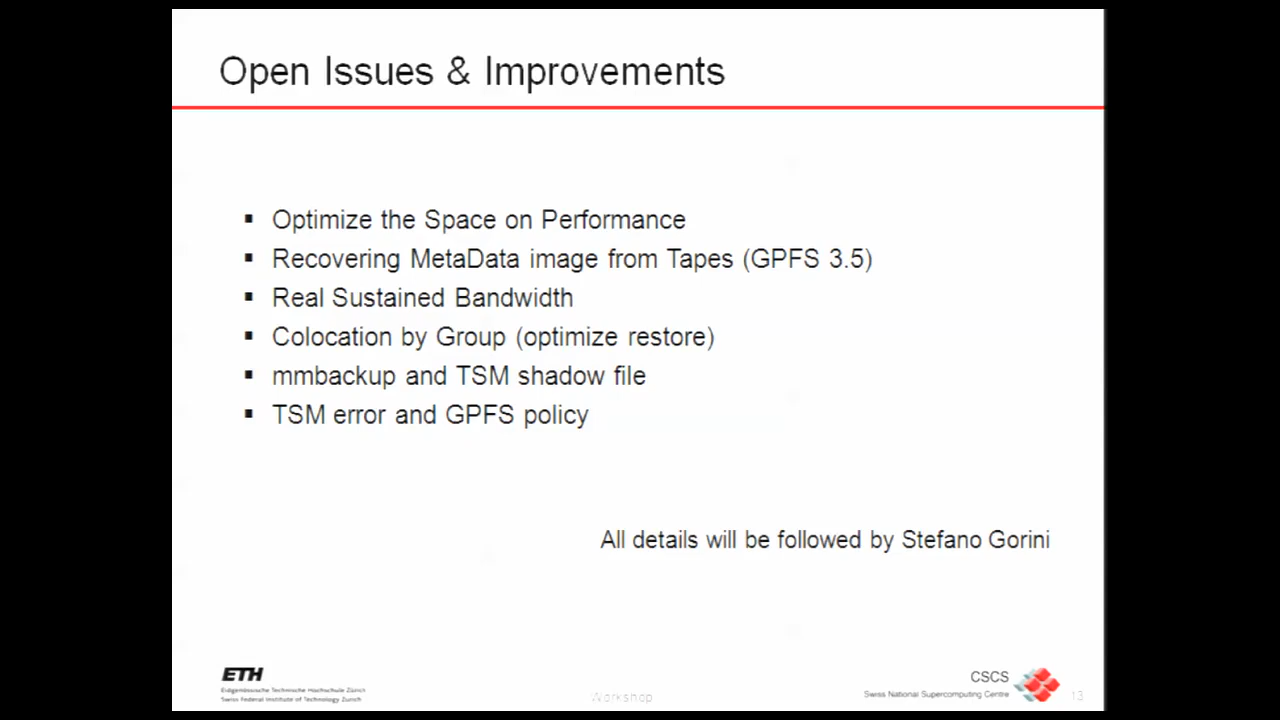 Open Issues & Improvements
▪ Optimize the Space on Performance
▪ Recovering MetaData image from Tapes (GPFS 3.5)
▪ Real Sustained Bandwidth
▪ Colocation by Group (optimize restore)
▪ mmbackup and TSM shadow file
▪ TSM error and GPFS policy
All details will be followed by Stefano Gorini
ETH
Eidgenössische Technische Hochschule Zürich
Swiss Federal Institute of Technology Zurich
Workshop
CSCS
Swiss National Supercomputing Centre
13